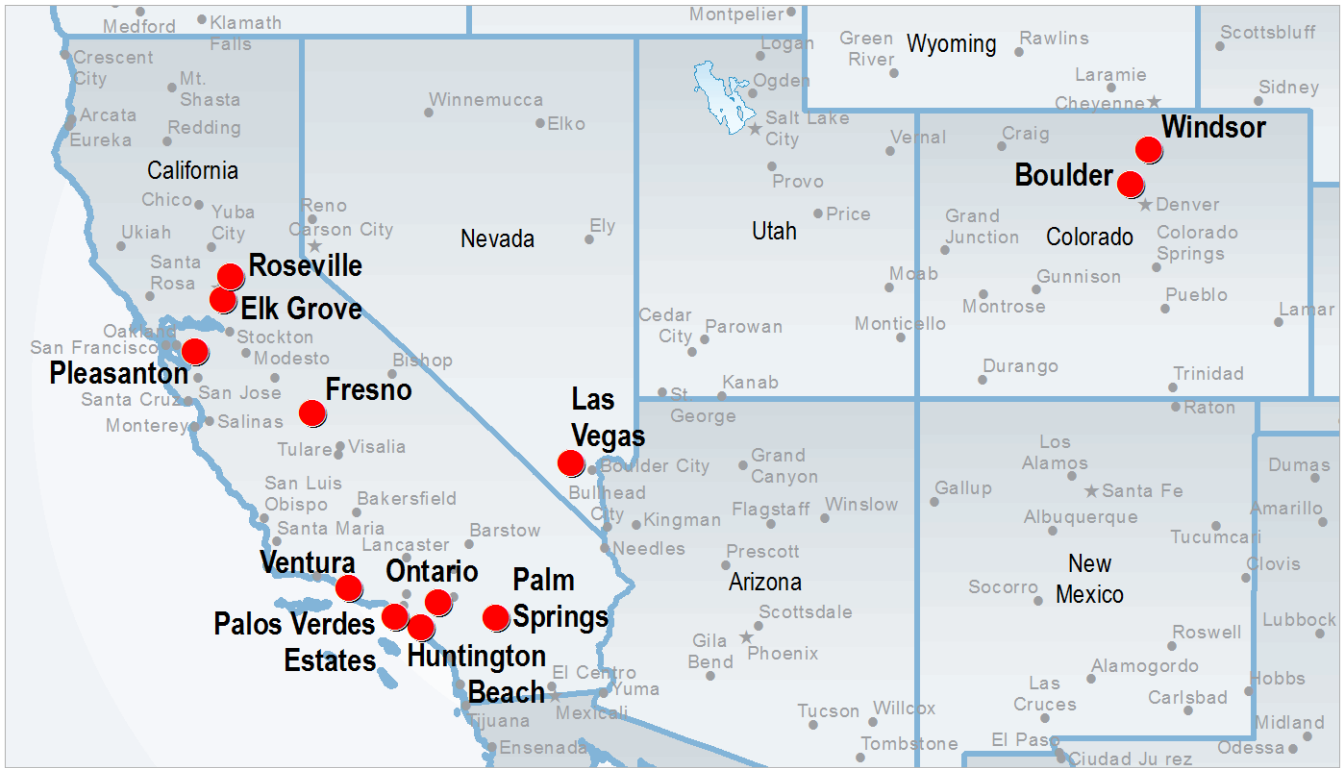 Medford
Klamath
Falls
Montpelier
Crescent
City
Mt.
Shasta
Arcata
Eureka
Redding
California
Chico
Yuba
City
Ukiah
Santa
Rosa
Roseville
Elk Grove
Oakland
San Francisco
Stockton
Modesto
Pleasanton
San Jose
Santa Cruz
Monterey
Salinas
Fresno
Bishop
Tulare
Visalia
San Luis
Obispo
Bakersfield
Santa Maria
Lancaster
Barstow
Ventura
Ontario
Palm
Springs
Palos Verdes
Estates
Huntington
Beach
El Centro
Mexicali
Tijuana
Ensenada
Yuma
Winnemucca
Elko
Reno
Carson City
Nevada
Ely
Las
Vegas
Boulder City
Bullhead
City
Kingman
Needles
Logan
Ogden
Salt Lake
City
Provo
Vernal
Price
Utah
Moab
Monticello
Cedar
City
Parowan
St
George
Kanab
Green
River
Wyoming
Rawlins
Laramie
Cheyenne
Scottsbluff
Sidney
Craig
Windsor
Boulder
Denver
Grand
Junction
Colorado
Colorado
Springs
Gunnison
Montrose
Pueblo
Lamar
Durango
Trinidad
Raton
Grand
Canyon
Flagstaff
Winslow
Prescott
Arizona
Scottsdale
Phoenix
Gila
Bend
Tucson
Willcox
Tombstone
Gallup
Los
Alamos
Santa Fe
Albuquerque
Tucumcari
New
Mexico
Socorro
Clovis
Roswell
Alamogordo
Las
Cruces
Carlsbad
Hobbs
El Paso
Ciudad Ju rez
Dumas
Amarillo
Lubbock
Midland
Odessa